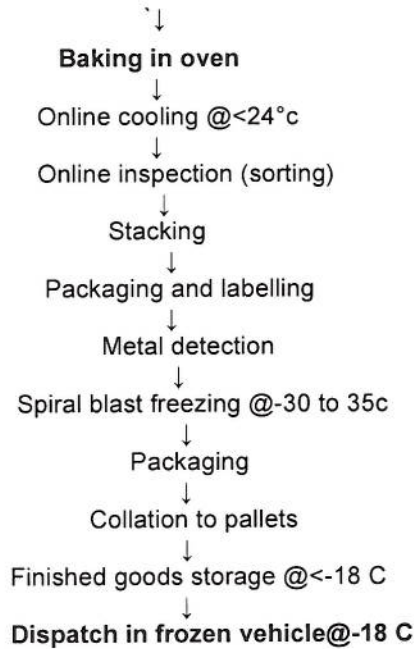 Baking in oven
Online cooling @<24°c
Online inspection (sorting)
Stacking
Packaging and labelling
Metal detection
Spiral blast freezing @-30 to 35c
Packaging
Collation to pallets
Finished goods storage @<-18 C
Dispatch in frozen vehicle@-18 C